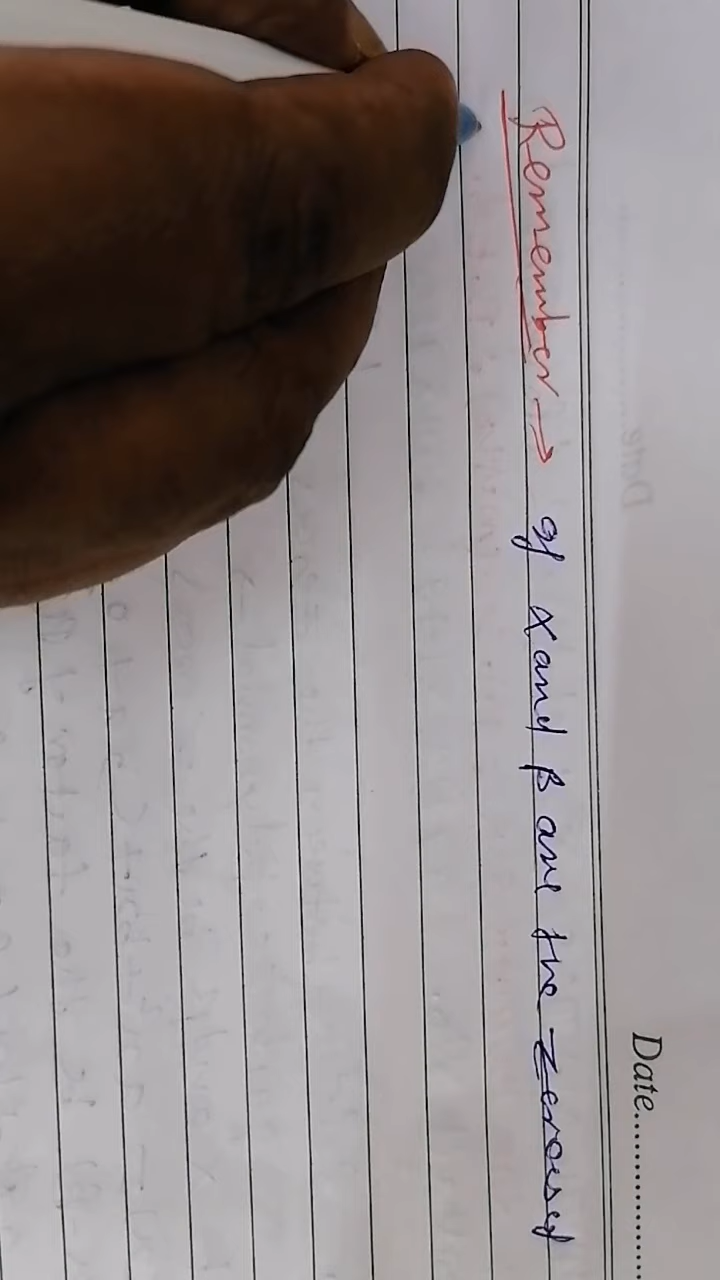 Date..............
Remember → If α and β are the zeroes of